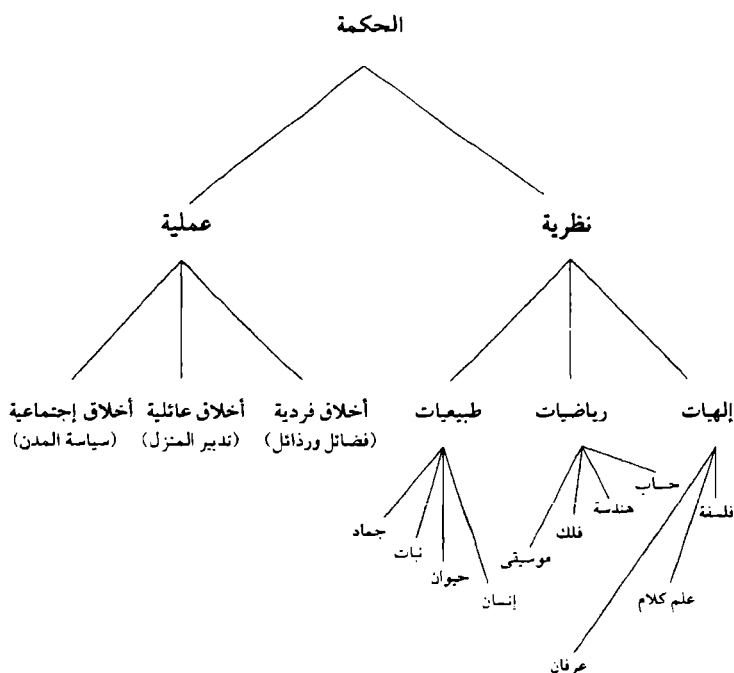 الحكمة
نظرية
عملية
إلهيات
رياضيات
طبيعيات
أخلاق فردية
(فضائل ورذائل)
أخلاق عائلية
(تدبير المنزل)
أخلاق إجتماعية
(سياسة المدن)
فلسفة
علم كلام
عرفان
حساب
هندسة
فلك
موسيقى
إنسان
حيوان
نبات
جماد